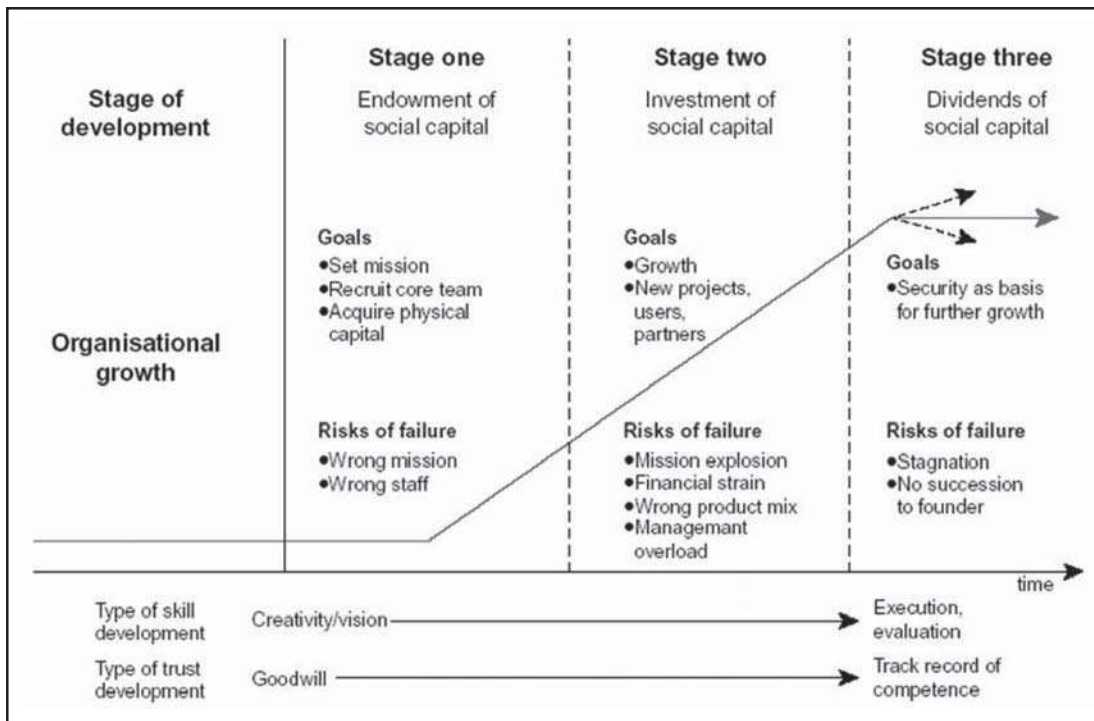 Stage of
development
Stage one
Endowment of
social capital
Stage two
Investment of
social capital
Stage three
Dividends of
social capital
Organisational
growth
Goals
●Set mission
●Recruit core team
●Acquire physical
capital
Goals
●Growth
●New projects,
users,
partners
Goals
●Security as basis
for further growth
Risks of failure
●Wrong mission
●Wrong staff
Risks of failure
●Mission explosion
●Financial strain
●Wrong product mix
●Managemant
overload
Risks of failure
●Stagnation
●No succession
to founder
time
Type of skill
development
Creativity/vision
Execution,
evaluation
Type of trust
development
Goodwill
Track record of
competence